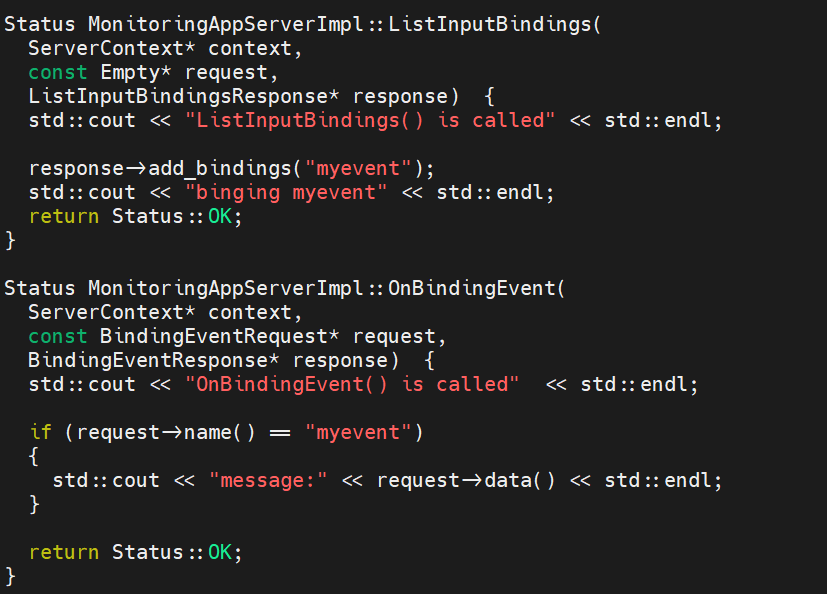 Status MonitoringAppServerImpl::ListInputBindings(
  ServerContext* context,
  const Empty* request,
  ListInputBindingsResponse* response)  {
  std::cout << "ListInputBindings() is called" << std::endl;

  response->add_bindings("myevent");
  std::cout << "binging myevent" << std::endl;
  return Status::OK;
}

Status MonitoringAppServerImpl::OnBindingEvent(
  ServerContext* context,
  const BindingEventRequest* request,
  BindingEventResponse* response)  {
  std::cout << "OnBindingEvent() is called"  << std::endl;

  if (request->name() == "myevent")
  {
    std::cout << "message:" << request->data() << std::endl;
  }

  return Status::OK;
}